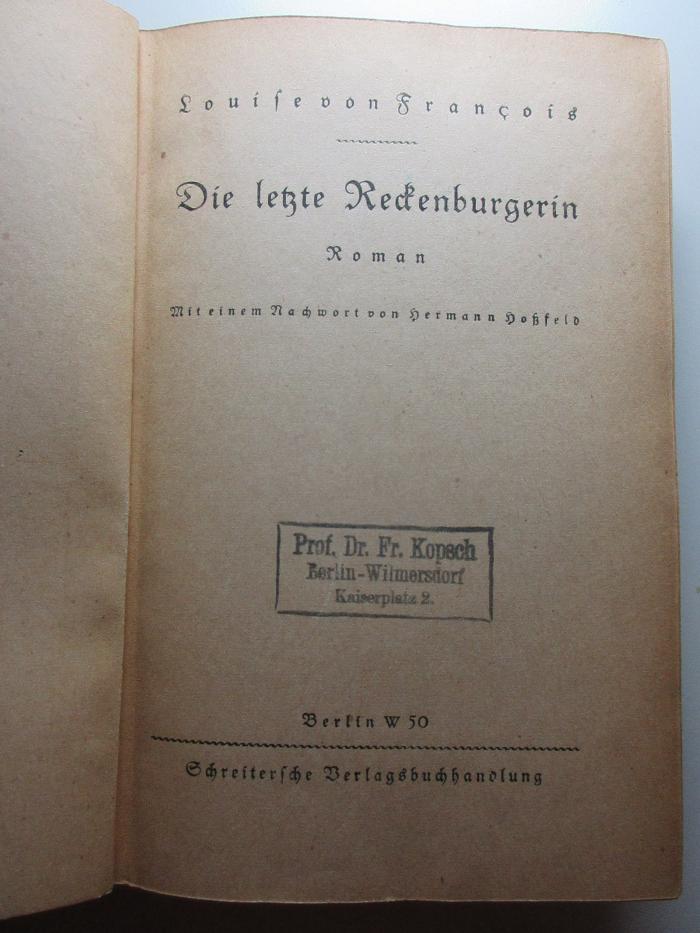 Louiſe von François
Die letzte Reckenburgerin
Roman
Mit einem Nachwort von Hermann Hoßfeld
Prof. Dr. Fr. Kopsch
Berlin-Wilmersdorf
Kaiserplatz 2.
Berlin W 50
Schreiterſche Verlagsbuchhandlung